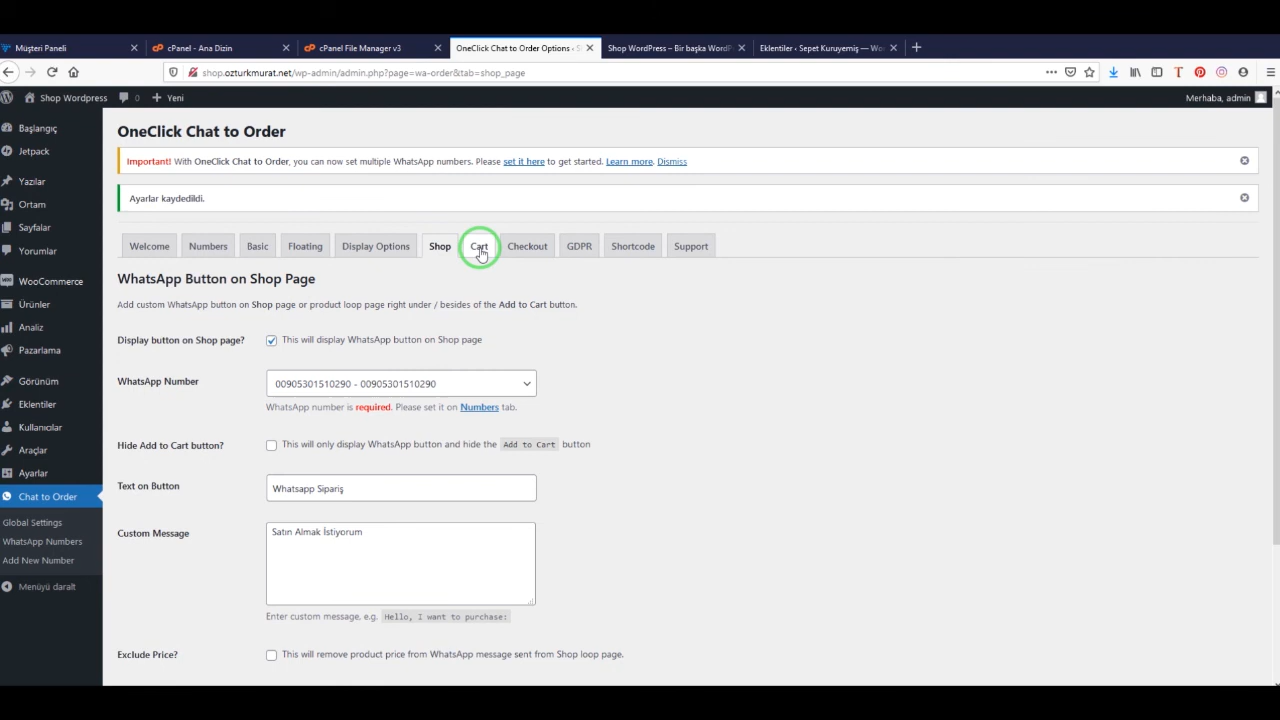 Müşteri Paneli
cPanel - Ana Dizin
cPanel File Manager v3
OneClick Chat to Order Options ‹ S
Shop WordPress – Bir başka WordP
Eklentiler ‹ Sepet Kuruyemiş — Wo
shop.ozturkmurat.net/wp-admin/admin.php?page=wa-order&tab=shop_page
Shop Wordpress
0
Yeni
Merhaba, admin
Başlangıç
Jetpack
Yazılar
Ortam
Sayfalar
Yorumlar
WooCommerce
Ürünler
Analiz
Pazarlama
Görünüm
Eklentiler
Kullanıcılar
Araçlar
Ayarlar
Chat to Order
Global Settings
WhatsApp Numbers
Add New Number
Menüyü daralt
OneClick Chat to Order
Important! With OneClick Chat to Order, you can now set multiple WhatsApp numbers. Please set it here to get started. Learn more. Dismiss
Ayarlar kaydedildi.
Welcome Numbers Basic Floating Display Options Shop Cart Checkout GDPR Shortcode Support
WhatsApp Button on Shop Page
Add custom WhatsApp button on Shop page or product loop page right under / besides of the Add to Cart button.
Display button on Shop page? This will display WhatsApp button on Shop page
WhatsApp Number 00905301510290 - 00905301510290
WhatsApp number is required. Please set it on Numbers tab.
Hide Add to Cart button? This will only display WhatsApp button and hide the Add to Cart button
Text on Button Whatsapp Sipariş
Custom Message Satın Almak İstiyorum
Enter custom message, e.g. Hello, I want to purchase:
Exclude Price? This will remove product price from WhatsApp message sent from Shop loop page.